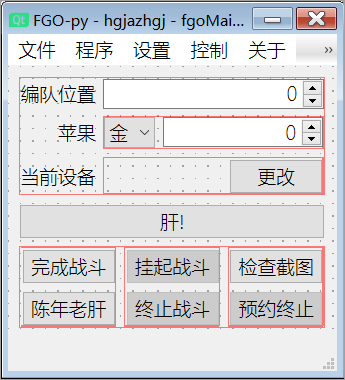 Qt FGO-py - hgjazhgj - fgoMai...
文件 程序 设置 控制 关于 »
编队位置 0
苹果 金 0
当前设备 更改
肝!
完成战斗 挂起战斗 检查截图
陈年老肝 终止战斗 预约终止